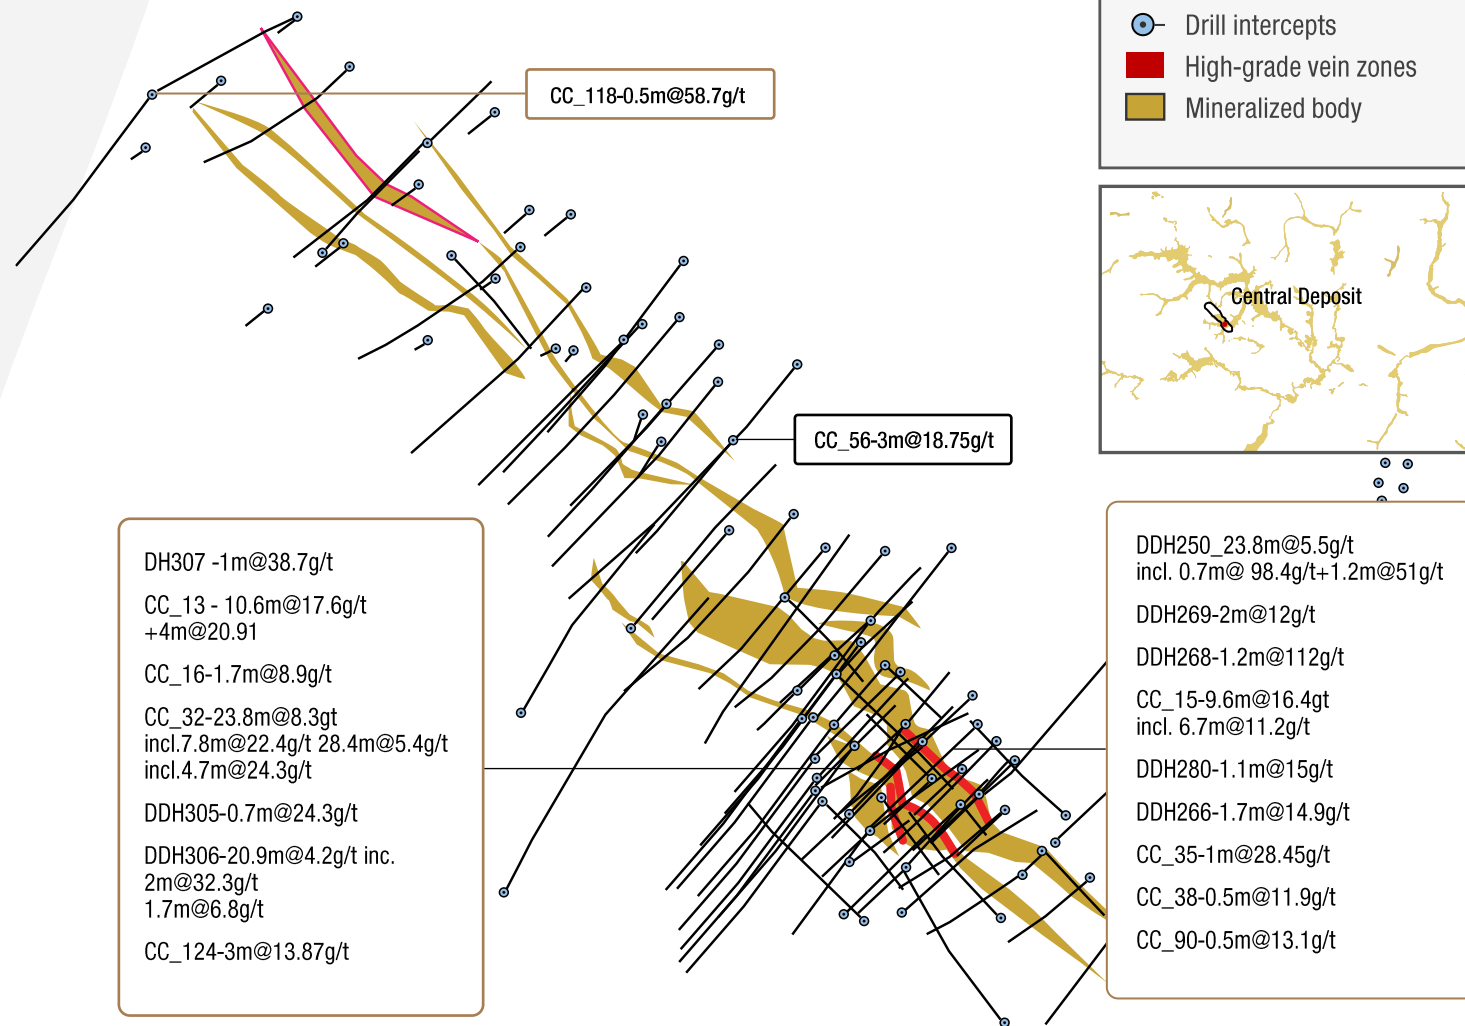 Drill intercepts
High-grade vein zones
Mineralized body
CC_118-0.5m@58.7g/t
Central Deposit
CC_56-3m@18.75g/t
DH307 -1m@38.7g/t
CC_13 - 10.6m@17.6g/t
+4m@20.91
CC_16-1.7m@8.9g/t
CC_32-23.8m@8.3gt
incl.7.8m@22.4g/t 28.4m@5.4g/t
incl.4.7m@24.3g/t
DDH305-0.7m@24.3g/t
DDH306-20.9m@4.2g/t inc.
2m@32.3g/t
1.7m@6.8g/t
CC_124-3m@13.87g/t
DDH250_23.8m@5.5g/t
incl. 0.7m@ 98.4g/t+1.2m@51g/t
DDH269-2m@12g/t
DDH268-1.2m@112g/t
CC_15-9.6m@16.4gt
incl. 6.7m@11.2g/t
DDH280-1.1m@15g/t
DDH266-1.7m@14.9g/t
CC_35-1m@28.45g/t
CC_38-0.5m@11.9g/t
CC_90-0.5m@13.1g/t